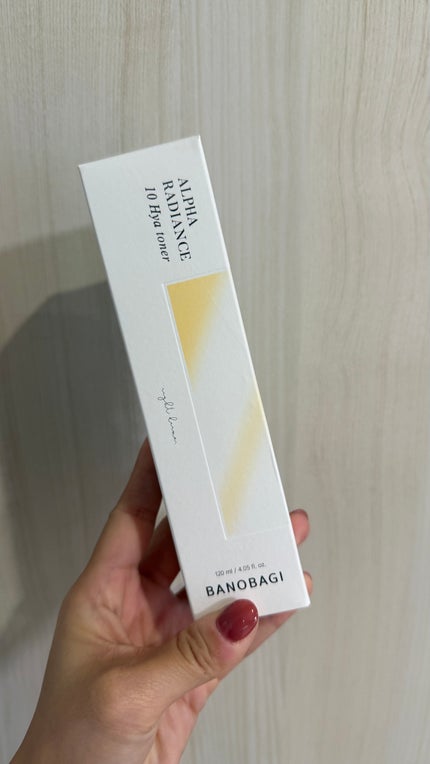 ALPHA
RADIANCE
10 Hya toner
120 ml / 4.05 fl. oz.
BANOBAGI